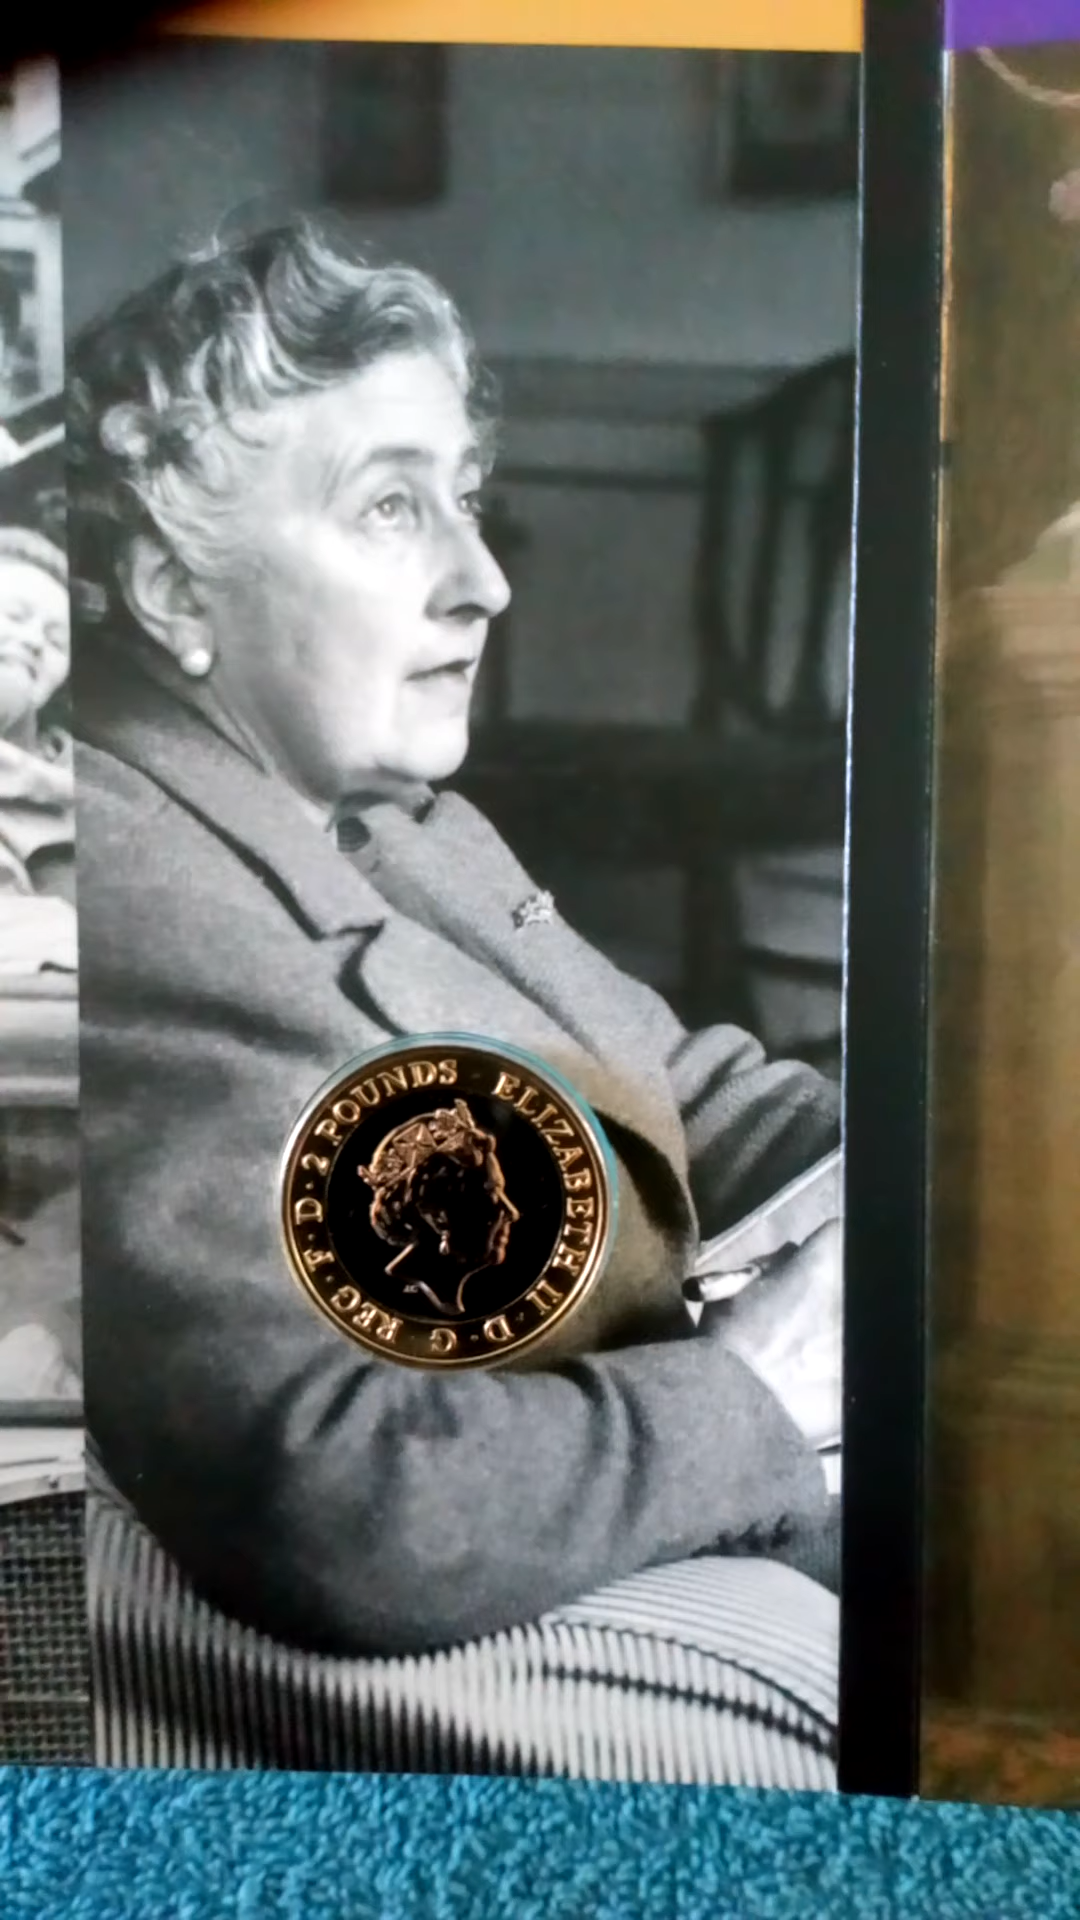 ELIZABETH II · D · G · REG · F · D · 2 POUNDS